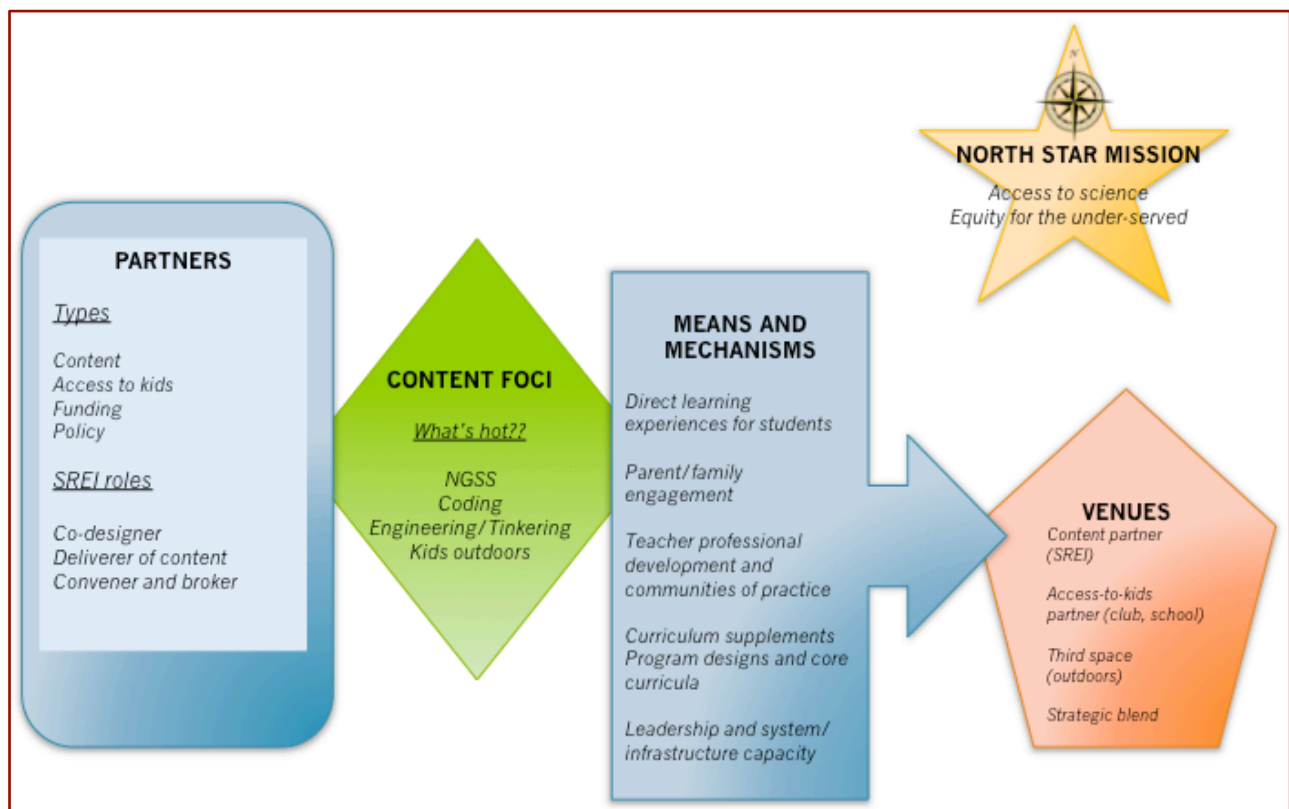 NORTH STAR MISSION
Access to science
Equity for the under-served
PARTNERS
Types
Content
Access to kids
Funding
Policy
SREI roles
Co-designer
Deliverer of content
Convener and broker
CONTENT FOCI
What's hot??
NGSS
Coding
Engineering/Tinkering
Kids outdoors
MEANS AND
MECHANISMS
Direct learning
experiences for students
Parent/family
engagement
Teacher professional
development and
communities of practice
Curriculum supplements
Program designs and core
curricula
Leadership and system/
infrastructure capacity
VENUES
Content partner
(SREI)
Access-to-kids
partner (club, school)
Third space
(outdoors)
Strategic blend